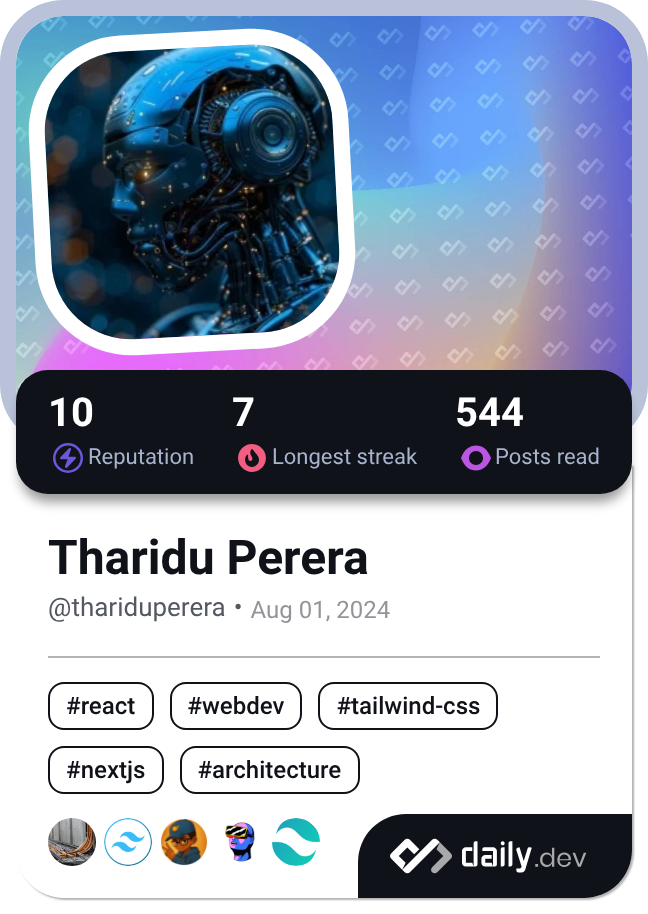 10 7 544
Reputation Longest streak Posts read
Tharidu Perera
@thariduperera • Aug 01, 2024
#react #webdev #tailwind-css
#nextjs #architecture
daily.dev